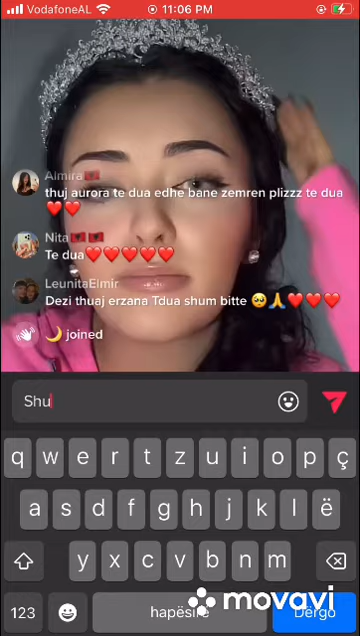 VodafoneAL 11:06 PM
Almira🇦🇱
thuj aurora te dua edhe bane zemren plizzz te dua
❤️❤️
Nita🇦🇱🇦🇱
Te dua❤️❤️❤️❤️❤️
LeunitaElmir
Dezi thuaj erzana Tdua shum bitte 🥺🙏❤️❤️❤️
👋 🌙 joined
Shu
q w e r t z u i o p ç
a s d f g h j k l ë
y x c v b n m
123 hapësirë Dërgo
movavi